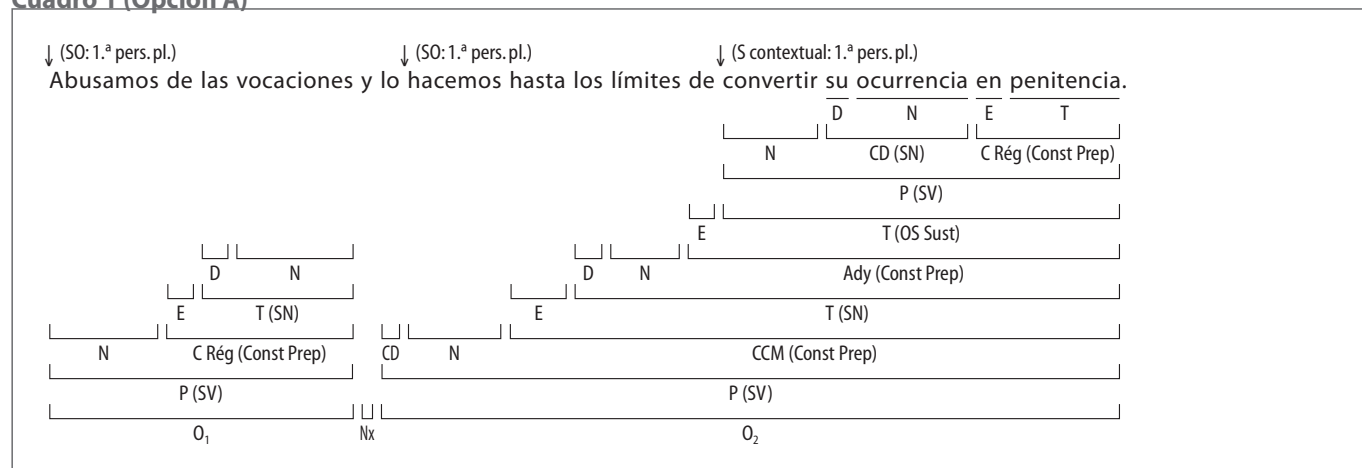 Cuadro 1 (Opción A)
↓ (SO: 1.ª pers. pl.) ↓ (SO: 1.ª pers. pl.) ↓ (S contextual: 1.ª pers. pl.)
Abusamos de las vocaciones y lo hacemos hasta los límites de convertir su ocurrencia en penitencia.
D N E T
N CD (SN) C Rég (Const Prep)
P (SV)
E T (OS Sust)
D N D N Ady (Const Prep)
E T (SN) E T (SN)
N C Rég (Const Prep) CD N CCM (Const Prep)
P (SV) P (SV)
O₁ Nx O₂